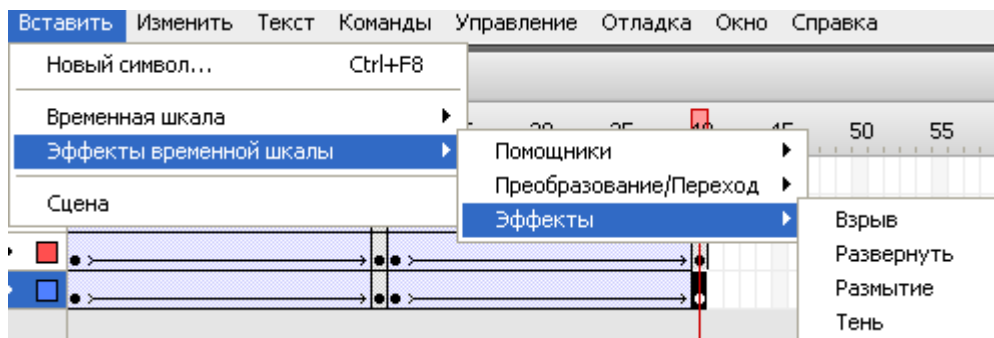 Вставить Изменить Текст Команды Управление Отладка Окно Справка
Новый символ... Ctrl+F8
Временная шкала
50 55
Эффекты временной шкалы
Помощники
Преобразование/Переход
Сцена
Эффекты
Взрыв
Развернуть
Размытие
Тень